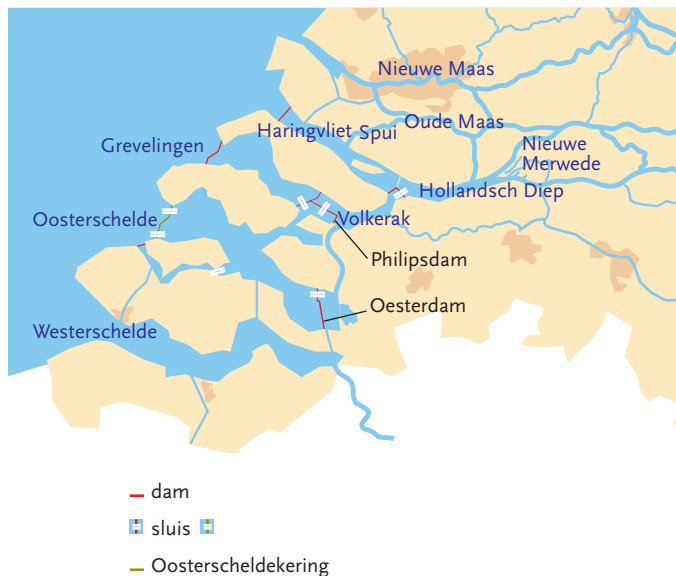 Nieuwe Maas
Haringvliet
Spui
Oude Maas
Grevelingen
Nieuwe
Merwede
Hollandsch Diep
Oosterschelde
Volkerak
Philipsdam
Oesterdam
Westerschelde
dam
sluis
Oosterscheldekering